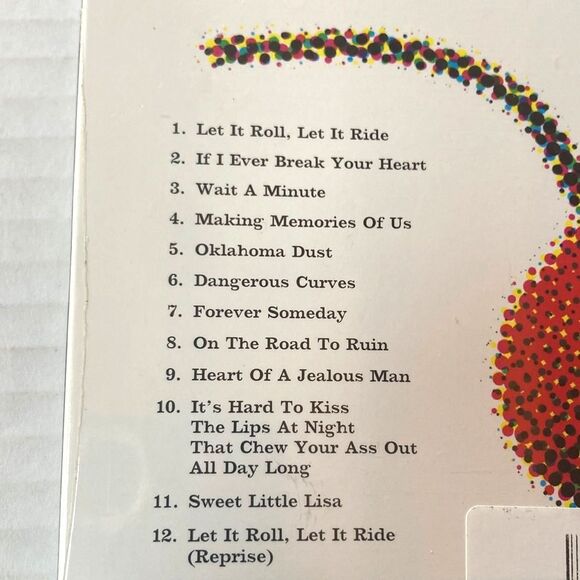 1. Let It Roll, Let It Ride
2. If I Ever Break Your Heart
3. Wait A Minute
4. Making Memories Of Us
5. Oklahoma Dust
6. Dangerous Curves
7. Forever Someday
8. On The Road To Ruin
9. Heart Of A Jealous Man
10. It's Hard To Kiss
The Lips At Night
That Chew Your Ass Out
All Day Long
11. Sweet Little Lisa
12. Let It Roll, Let It Ride
(Reprise)